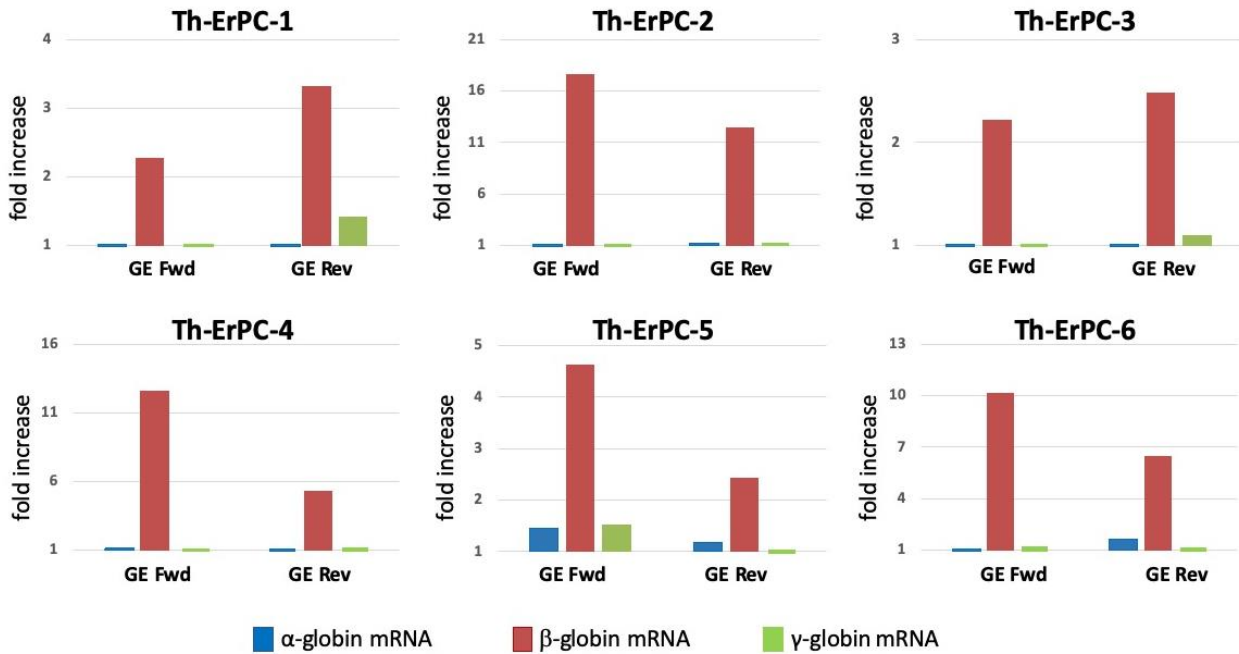 Th-ErPC-1
4
3
2
1
fold increase
GE Fwd GE Rev
Th-ErPC-2
21
16
11
6
1
fold increase
GE Fwd GE Rev
Th-ErPC-3
3
2
1
fold increase
GE Fwd GE Rev
Th-ErPC-4
16
11
6
1
fold increase
GE Fwd GE Rev
Th-ErPC-5
5
4
3
2
1
fold increase
GE Fwd GE Rev
Th-ErPC-6
13
10
7
4
1
fold increase
GE Fwd GE Rev
α-globin mRNA β-globin mRNA γ-globin mRNA